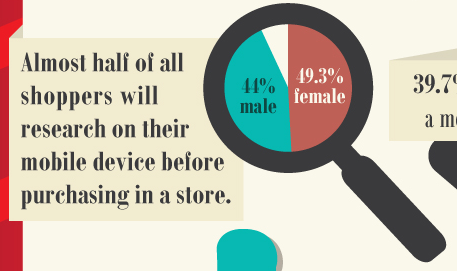 Almost half of all
shoppers will
research on their
mobile device before
purchasing in a store.
44%
male
49.3%
female
39.7
a